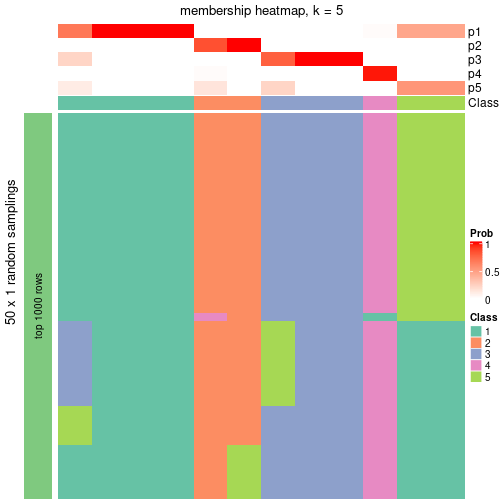 membership heatmap, k = 5
p1
p2
p3
p4
p5
Class
50 x 1 random samplings
top 1000 rows
Prob
1
0.5
0
Class
1
2
3
4
5